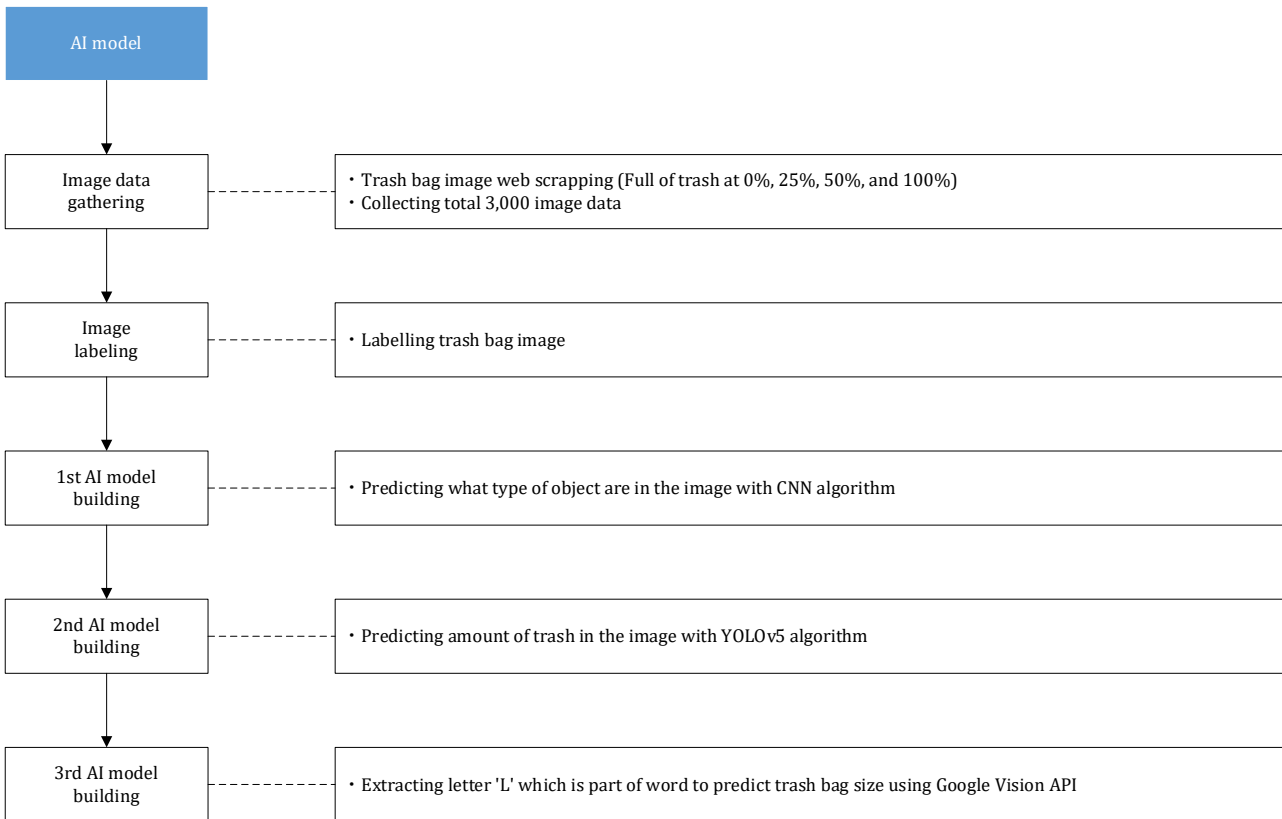 AI model
Image data
gathering
・Trash bag image web scrapping (Full of trash at 0%, 25%, 50%, and 100%)
・Collecting total 3,000 image data
Image
labeling
・Labelling trash bag image
1st AI model
building
・Predicting what type of object are in the image with CNN algorithm
2nd AI model
building
・Predicting amount of trash in the image with YOLOv5 algorithm
3rd AI model
building
・Extracting letter 'L' which is part of word to predict trash bag size using Google Vision API